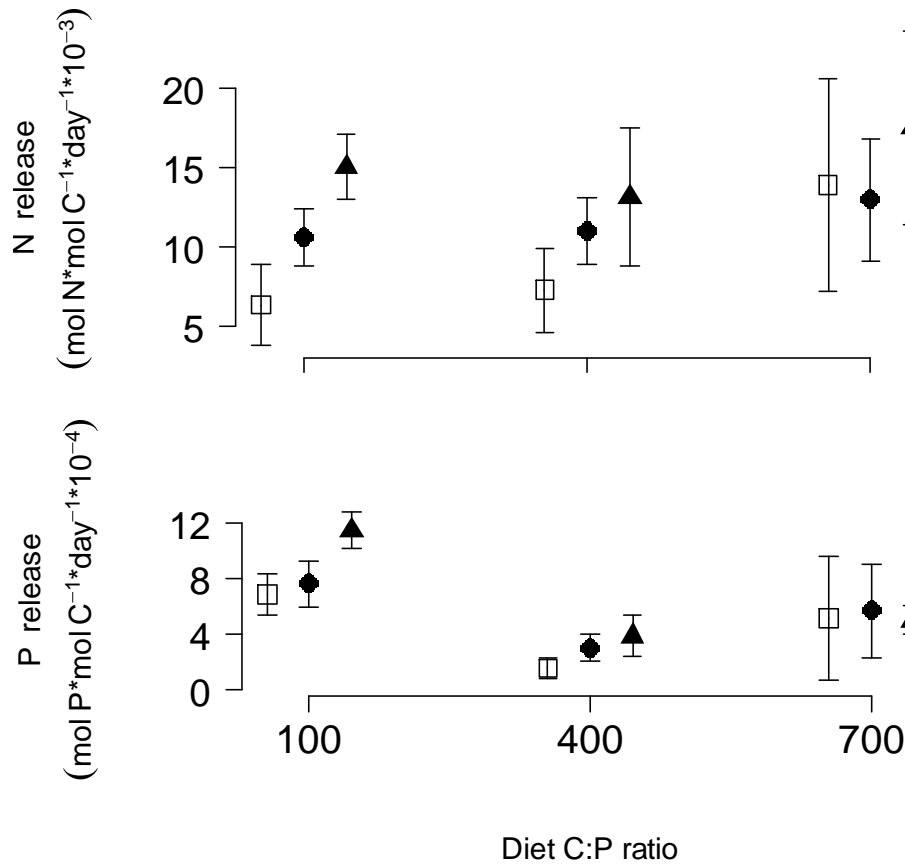 N release
(mol N*mol C⁻¹*day⁻¹*10⁻³)
20
15
10
5
P release
(mol P*mol C⁻¹*day⁻¹*10⁻⁴)
12
8
4
0
100 400 700
Diet C:P ratio